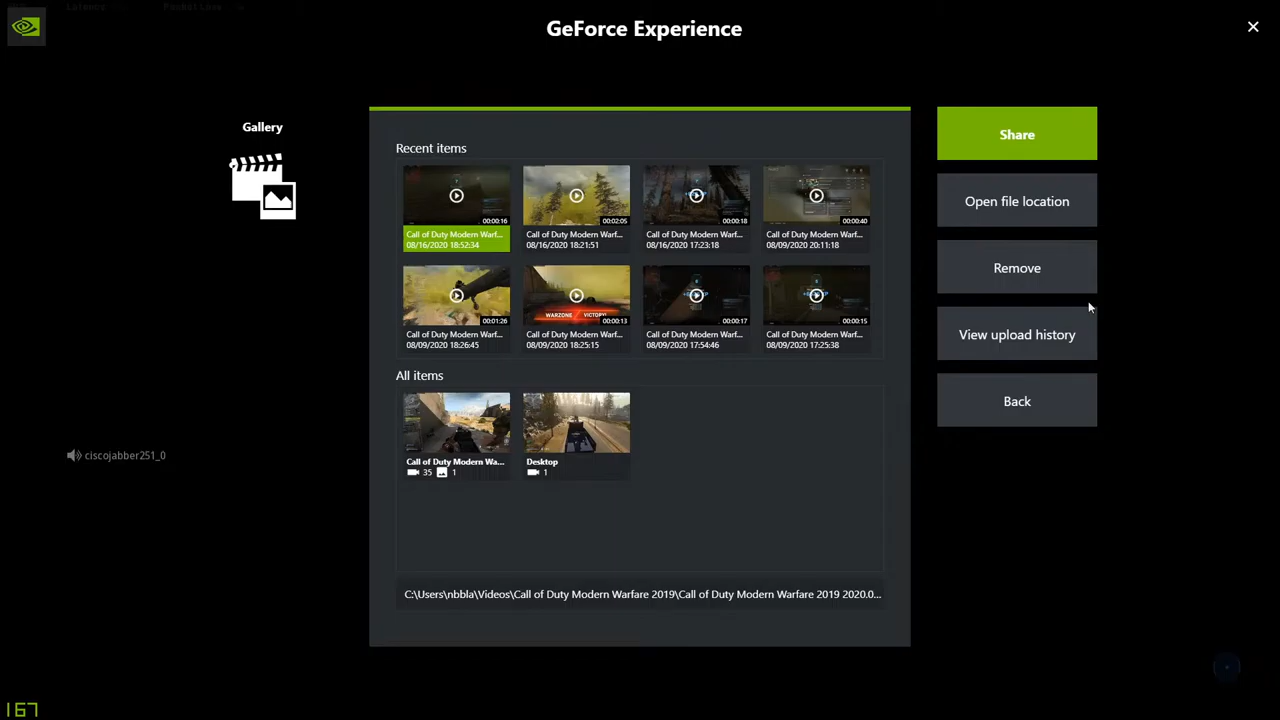 Latency
PacketLoss
GeForce Experience
Gallery
Recent items
00:00:16
00:02:05
00:00:18
00:00:40
Call of Duty Modern Warf...
08/16/2020 18:52:34
Call of Duty Modern Warf...
08/16/2020 18:21:51
Call of Duty Modern Warf...
08/16/2020 17:23:18
Call of Duty Modern Warf...
08/09/2020 20:11:18
WARZONE VICTORY!
00:01:26
00:00:13
00:00:17
00:00:15
Call of Duty Modern Warf...
08/09/2020 18:26:45
Call of Duty Modern Warf...
08/09/2020 18:25:15
Call of Duty Modern Warf...
08/09/2020 17:54:46
Call of Duty Modern Warf...
08/09/2020 17:25:38
All items
Call of Duty Modern Wa...
35 1
Desktop
1
C:\Users\nbbla\Videos\Call of Duty Modern Warfare 2019\Call of Duty Modern Warfare 2019 2020.0...
Share
Open file location
Remove
View upload history
Back
ciscojabber251_0
167